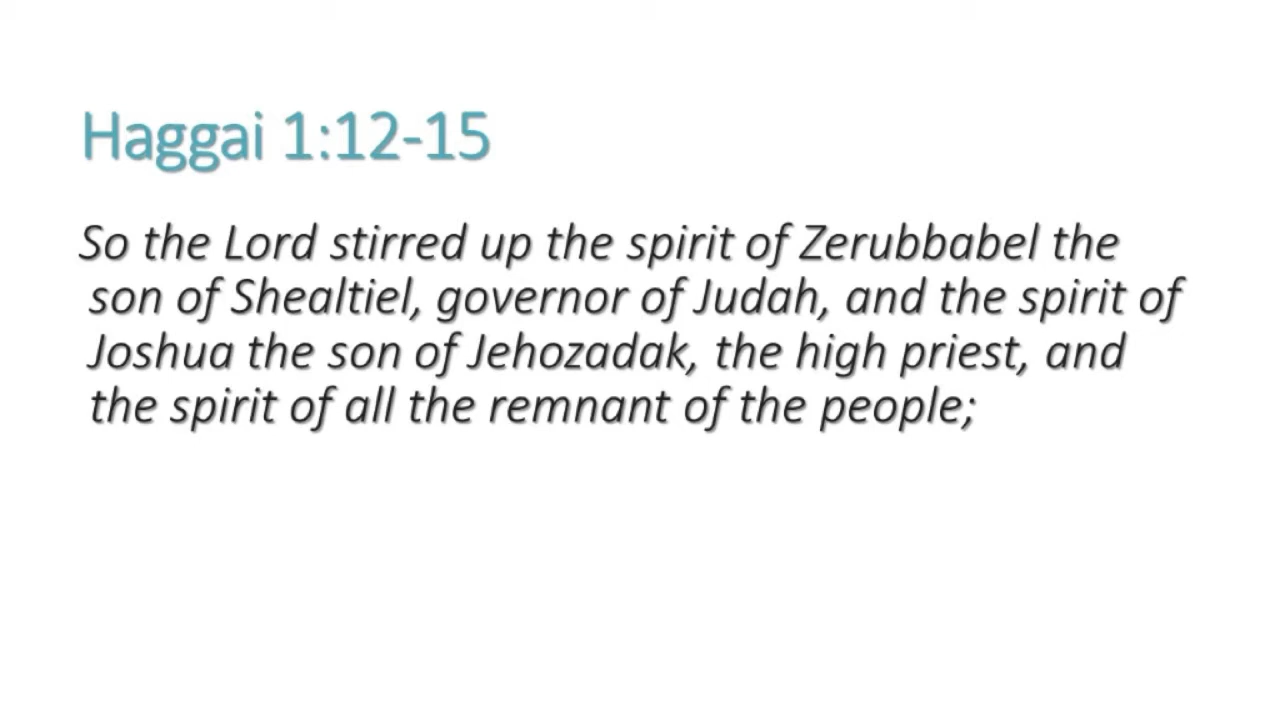 Haggai 1:12-15
So the Lord stirred up the spirit of Zerubbabel the
son of Shealtiel, governor of Judah, and the spirit of
Joshua the son of Jehozadak, the high priest, and
the spirit of all the remnant of the people;